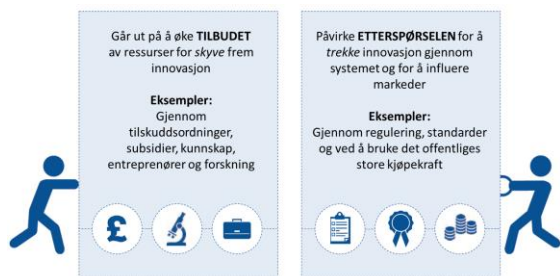 Går ut på å øke TILBUDET
av ressurser for skyve frem
innovasjon
Eksempler:
Gjennom
tilskuddsordninger,
subsidier, kunnskap,
entreprenører og forskning
£
Påvirke ETTERSPØRSELEN for å
trekke innovasjon gjennom
systemet og for å influere
markeder
Eksempler:
Gjennom regulering, standarder
og ved å bruke det offentliges
store kjøpekraft